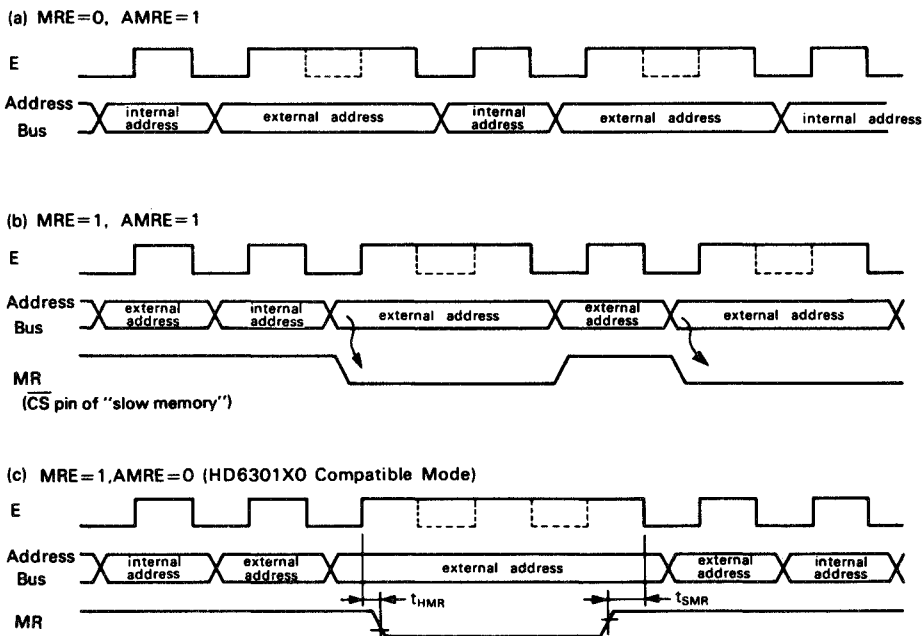 (a) MRE=0, AMRE=1
E
Address
Bus
internal
address
external address
internal
address
external address
internal address
(b) MRE=1, AMRE=1
E
Address
Bus
external
address
internal
address
external address
external
address
external address
MR
(CS pin of "slow memory")
(c) MRE=1,AMRE=0 (HD6301X0 Compatible Mode)
E
Address
Bus
internal
address
external
address
external address
external
address
internal
address
tHMR
tSMR
MR